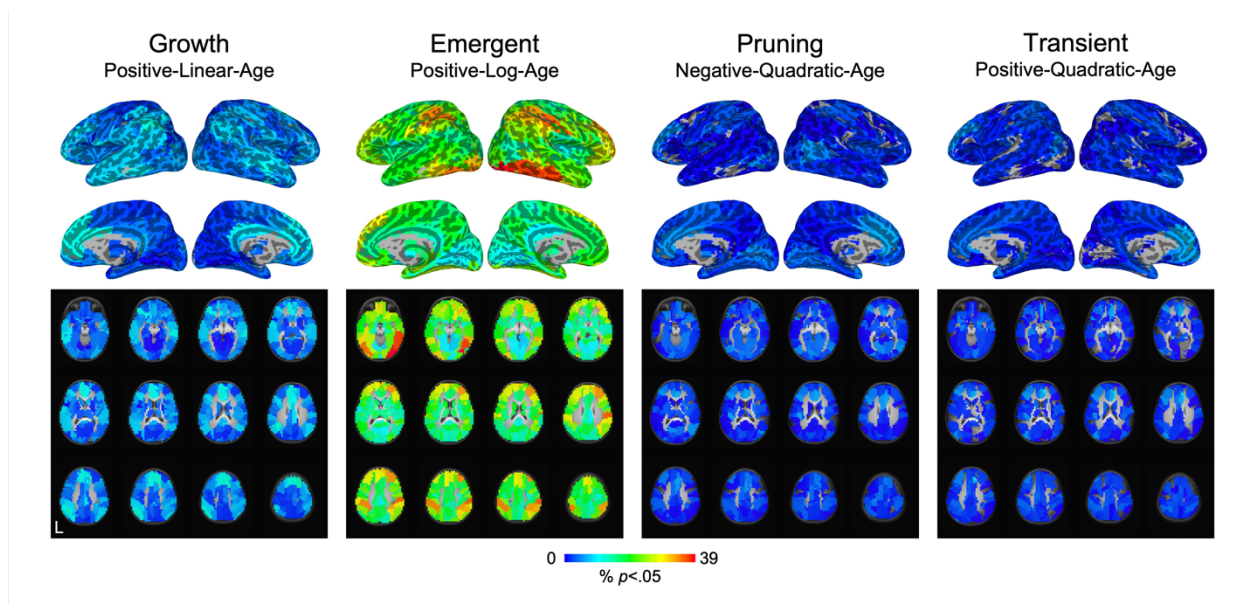 Growth
Positive-Linear-Age
Emergent
Positive-Log-Age
Pruning
Negative-Quadratic-Age
Transient
Positive-Quadratic-Age
L
0 39
% p<.05